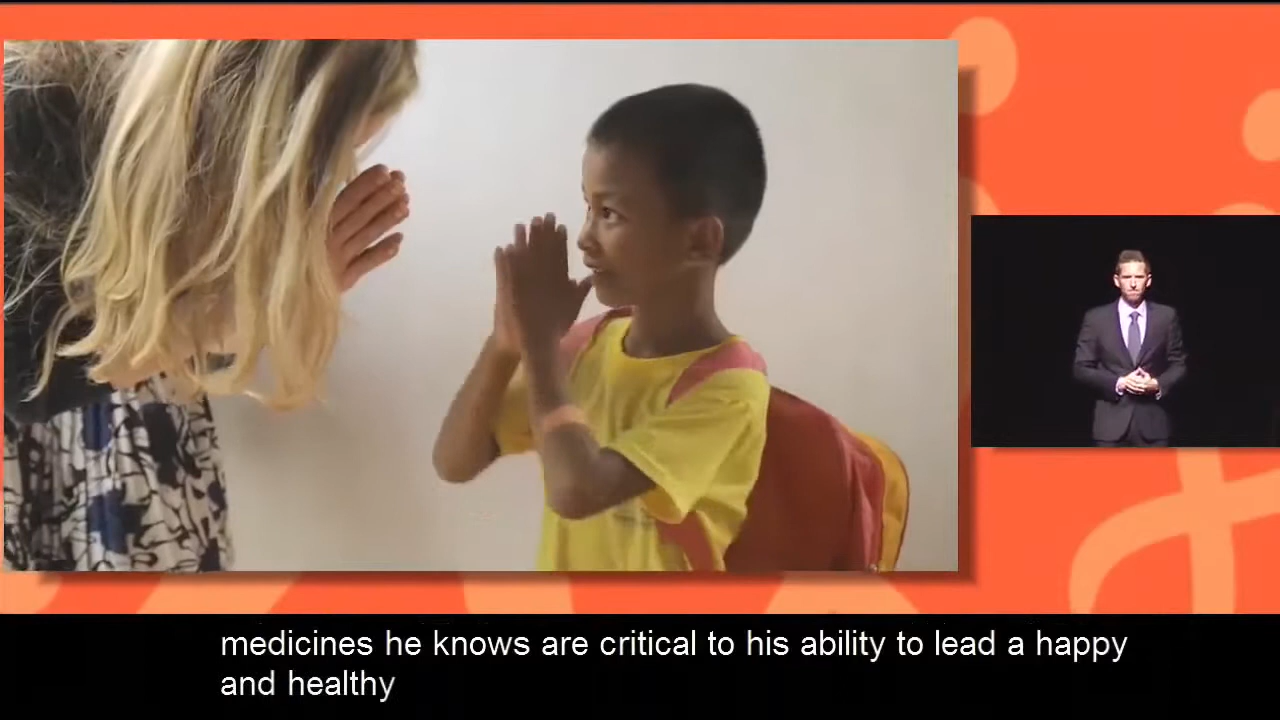 medicines he knows are critical to his ability to lead a happy
and healthy